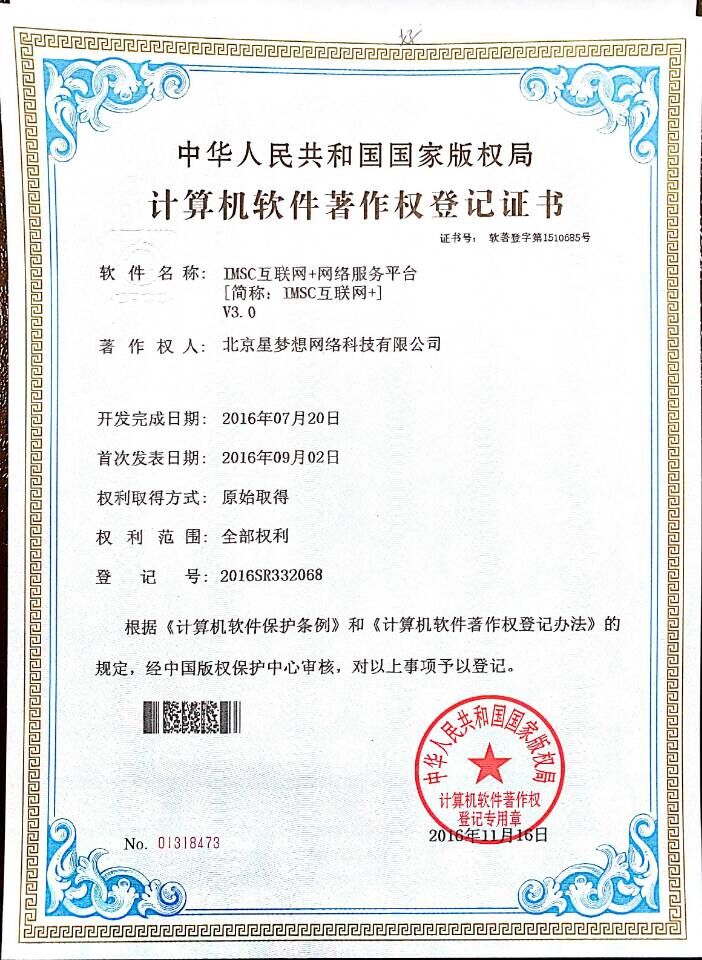 中华人民共和国国家版权局
计算机软件著作权登记证书
证书号： 软著登字第1510685号
软件名称： IMSC互联网+网络服务平台
[简称：IMSC互联网+]
V3.0
著作权人： 北京星梦想网络科技有限公司
开发完成日期： 2016年07月20日
首次发表日期： 2016年09月02日
权利取得方式： 原始取得
权利范围： 全部权利
登记号： 2016SR332068
根据《计算机软件保护条例》和《计算机软件著作权登记办法》的
规定，经中国版权保护中心审核，对以上事项予以登记。
中华人民共和国国家版权局
计算机软件著作权
登记专用章
2016年11月16日
No. 01318473